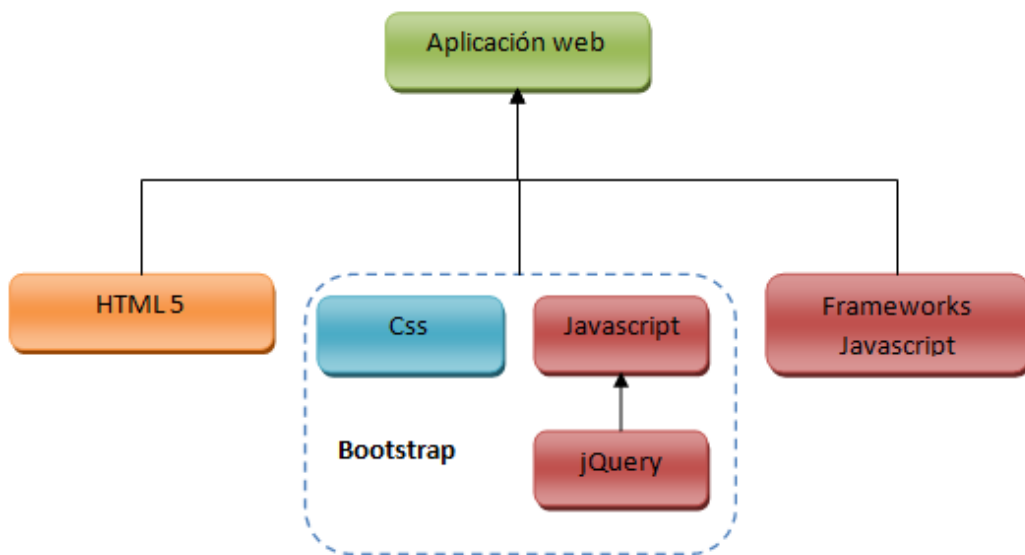 Aplicación web
HTML 5
Css
Javascript
Frameworks
Javascript
Bootstrap
jQuery